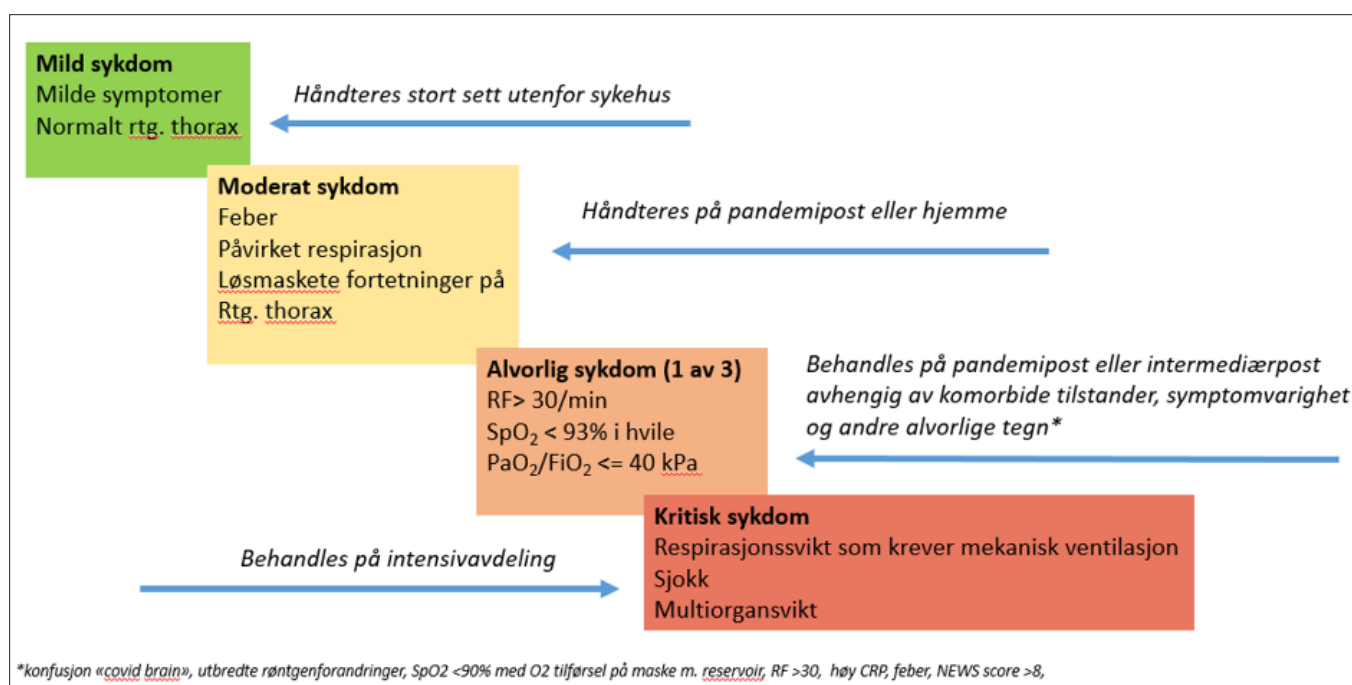 Mild sykdom
Milde symptomer
Normalt rtg. thorax
Håndteres stort sett utenfor sykehus
Moderat sykdom
Feber
Påvirket respirasjon
Løsmaskete fortetninger på
Rtg. thorax
Håndteres på pandemipost eller hjemme
Alvorlig sykdom (1 av 3)
RF> 30/min
SpO₂ < 93% i hvile
PaO₂/FiO₂ <= 40 kPa
Behandles på pandemipost eller intermediærpost
avhengig av komorbide tilstander, symptomvarighet
og andre alvorlige tegn*
Kritisk sykdom
Respirasjonssvikt som krever mekanisk ventilasjon
Sjokk
Multiorgansvikt
Behandles på intensivavdeling
*konfusjon «covid brain», utbredte røntgenforandringer, SpO2 <90% med O2 tilførsel på maske m. reservoir, RF >30, høy CRP, feber, NEWS score >8,